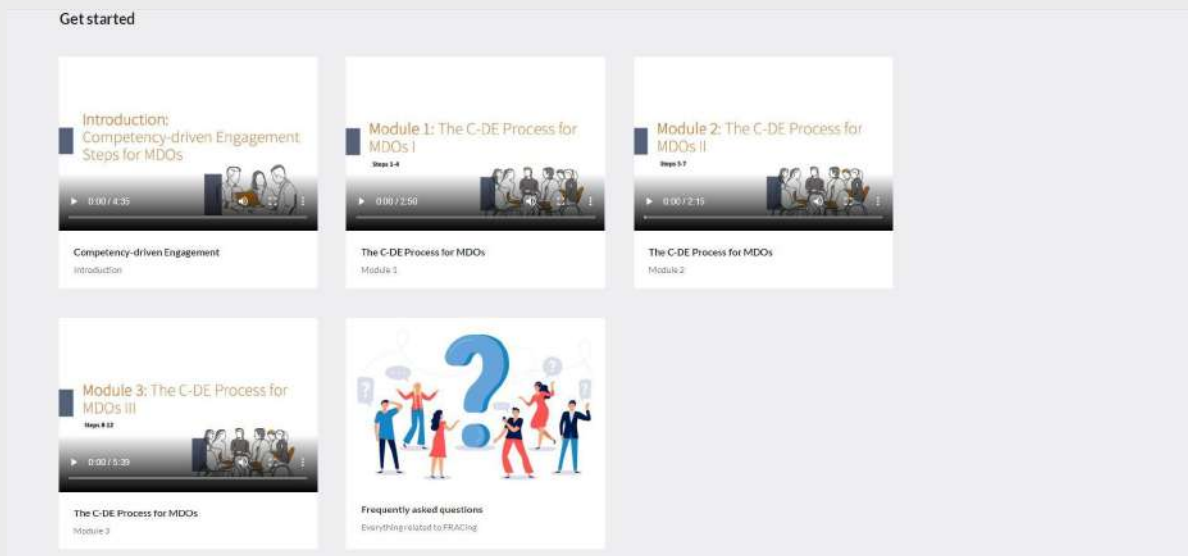 Get started
Introduction:
Competency-driven Engagement
Steps for MDOs
0:00 / 4:35
Competency-driven Engagement
Introduction
Module 1: The C-DE Process for
MDOs I
Steps 1-4
0:00 / 2:50
The C-DE Process for MDOs
Module 1
Module 2: The C-DE Process for
MDOs II
Steps 5-7
0:00 / 2:15
The C-DE Process for MDOs
Module 2
Module 3: The C-DE Process for
MDOs III
Steps 8-12
0:00 / 5:39
The C-DE Process for MDOs
Module 3
?
?
?
?
Frequently asked questions
Everything related to FRACing